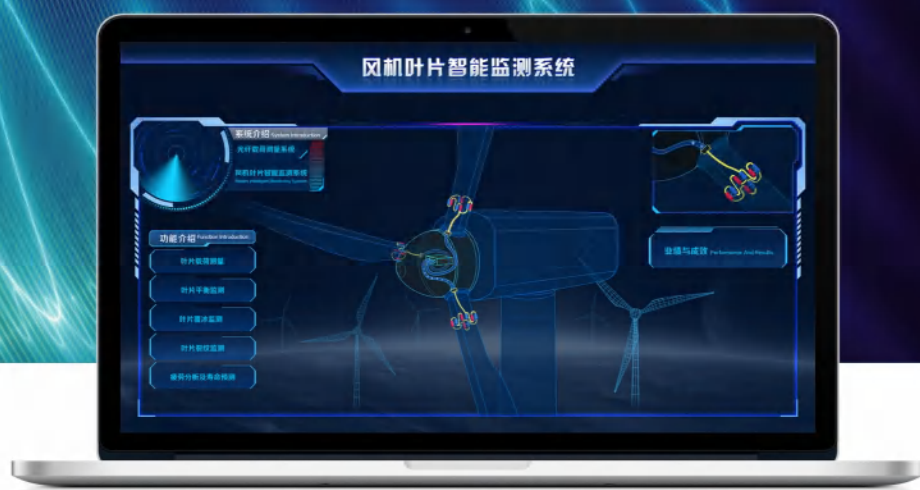 风机叶片智能监测系统
系统介绍 System Introduction
光纤载荷测量系统
风机叶片智能监测系统
功能介绍 Function Introduction
叶片载荷测量
叶片平衡监测
叶片覆冰监测
叶片裂纹监测
疲劳分析及寿命预测
业绩与成效 Performance And Results